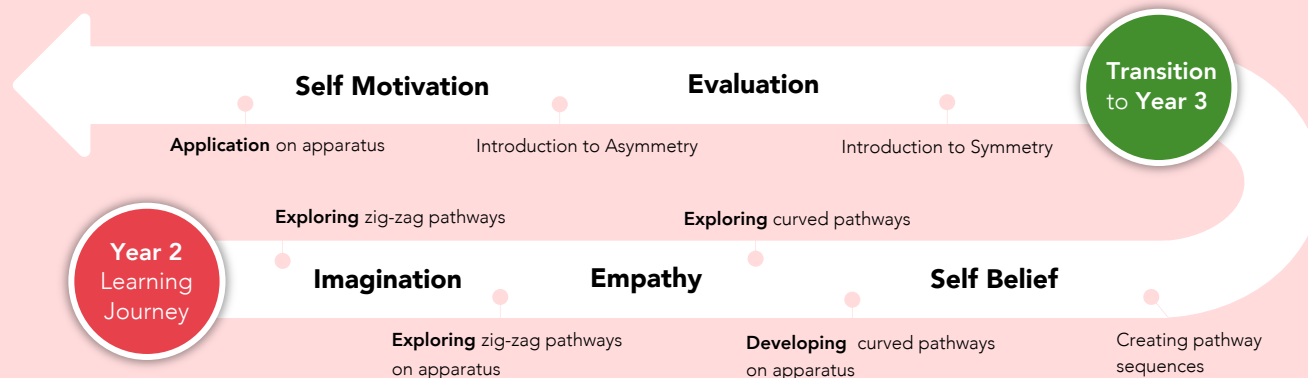 Self Motivation
Evaluation
Transition
to Year 3
Application on apparatus
Introduction to Asymmetry
Introduction to Symmetry
Exploring zig-zag pathways
Exploring curved pathways
Year 2
Learning
Journey
Imagination
Empathy
Self Belief
Exploring zig-zag pathways
on apparatus
Developing curved pathways
on apparatus
Creating pathway
sequences